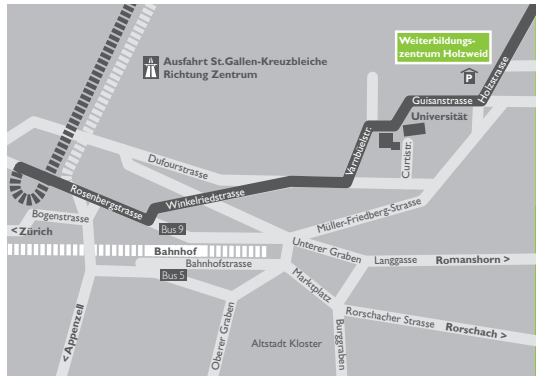 Weiterbildungs-
zentrum Holzweid
Ausfahrt St.Gallen-Kreuzbleiche
Richtung Zentrum
P
Holzstrasse
Guisanstrasse
Universität
Varnbüelstr.
Curtistr.
Dufourstrasse
Rosenbergstrasse
Winkelriedstrasse
Müller-Friedberg-Strasse
Bogenstrasse
<Zürich
Bus 9
Bahnhof
Unterer Graben
Bahnhofstrasse
Langgasse
Romanshorn >
Bus 5
Marktplatz
Oberer Graben
Rorschacher Strasse
Rorschach >
Burggraben
Altstadt Kloster
< Appenzell